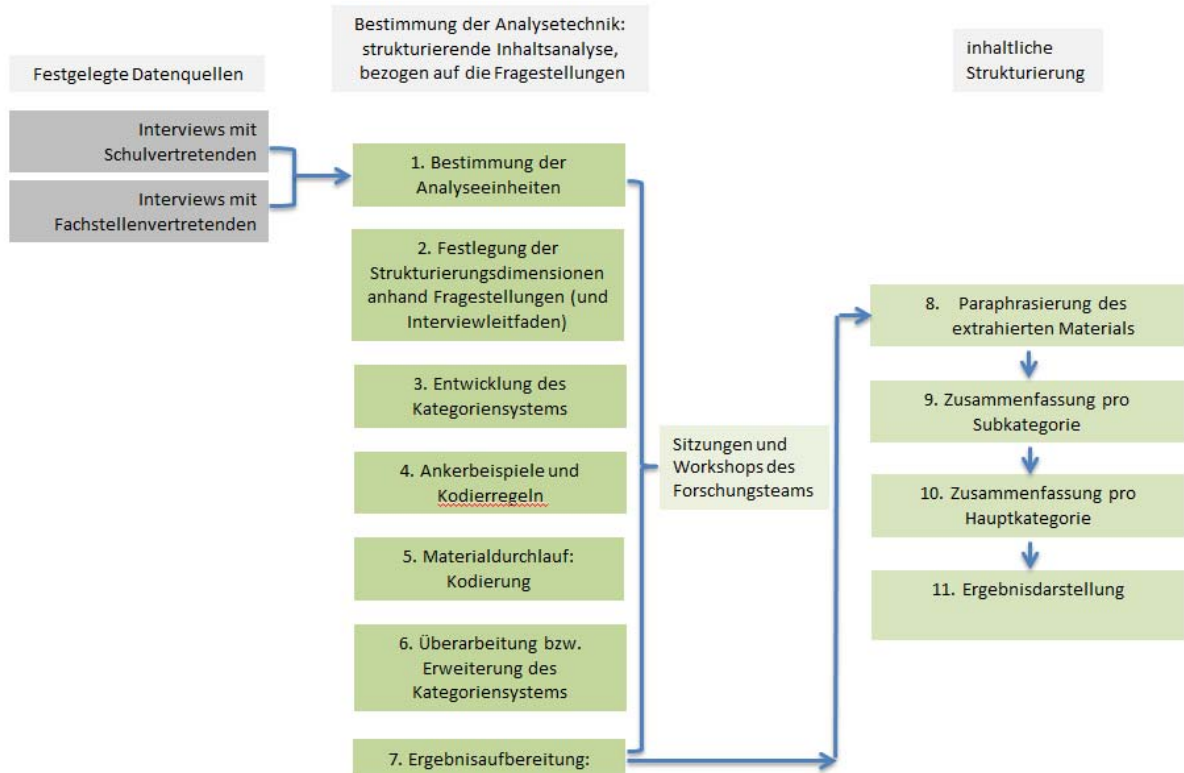 Festgelegte Datenquellen
Interviews mit
Schulvertretenden
Interviews mit
Fachstellenvertretenden
Bestimmung der Analysetechnik:
strukturierende Inhaltsanalyse,
bezogen auf die Fragestellungen
1. Bestimmung der
Analyseeinheiten
2. Festlegung der
Strukturierungsdimensionen
anhand Fragestellungen (und
Interviewleitfaden)
3. Entwicklung des
Kategoriensystems
4. Ankerbeispiele und
Kodierregeln
5. Materialdurchlauf:
Kodierung
6. Überarbeitung bzw.
Erweiterung des
Kategoriensystems
7. Ergebnisaufbereitung:
Sitzungen und
Workshops des
Forschungsteams
inhaltliche
Strukturierung
8. Paraphrasierung des
extrahierten Materials
9. Zusammenfassung pro
Subkategorie
10. Zusammenfassung pro
Hauptkategorie
11. Ergebnisdarstellung